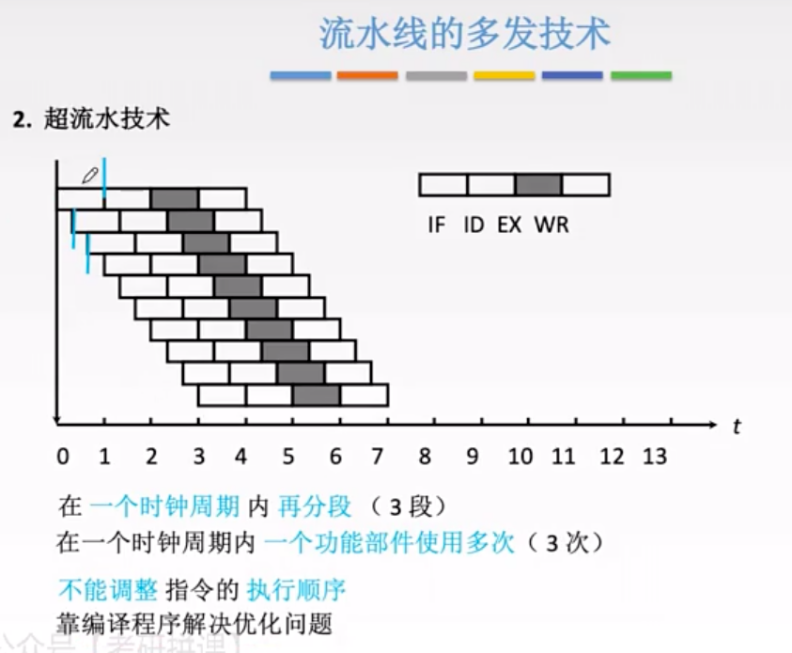 流水线的多发技术
2. 超流水技术
IF ID EX WR
t
0 1 2 3 4 5 6 7 8 9 10 11 12 13
在 一个时钟周期 内 再分段 （ 3 段）
在一个时钟周期内 一个功能部件使用多次（ 3 次）
不能调整 指令的 执行顺序
靠编译程序解决优化问题